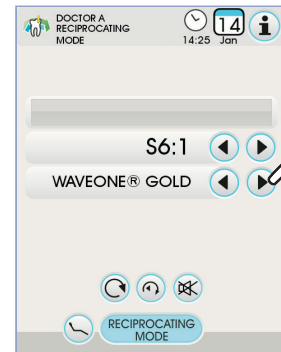 DOCTOR A
RECIPROCATING
MODE
14
14:25 Jan
i
S6:1
WAVEONE® GOLD
RECIPROCATING
MODE